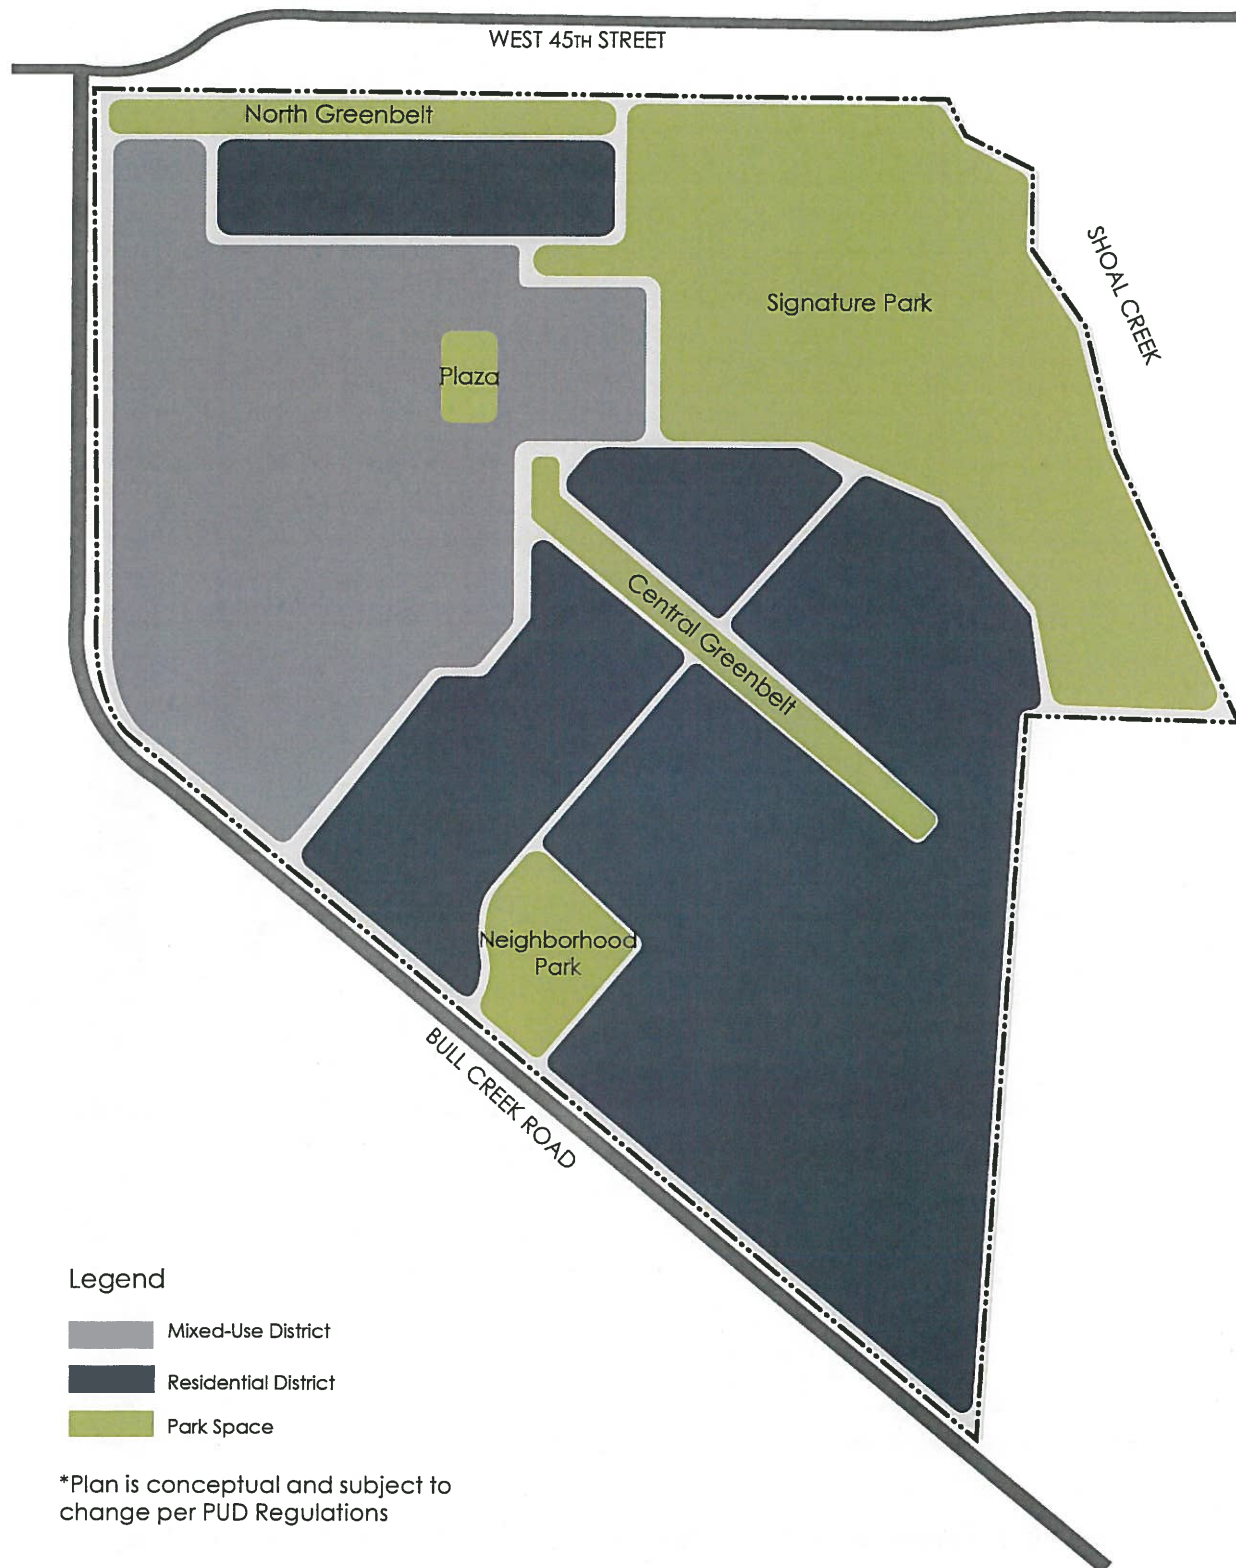 WEST 45TH STREET
North Greenbelt
SHOAL CREEK
Signature Park
Plaza
Central Greenbelt
Neighborhood
Park
BULL CREEK ROAD
Legend
Mixed-Use District
Residential District
Park Space
*Plan is conceptual and subject to
change per PUD Regulations